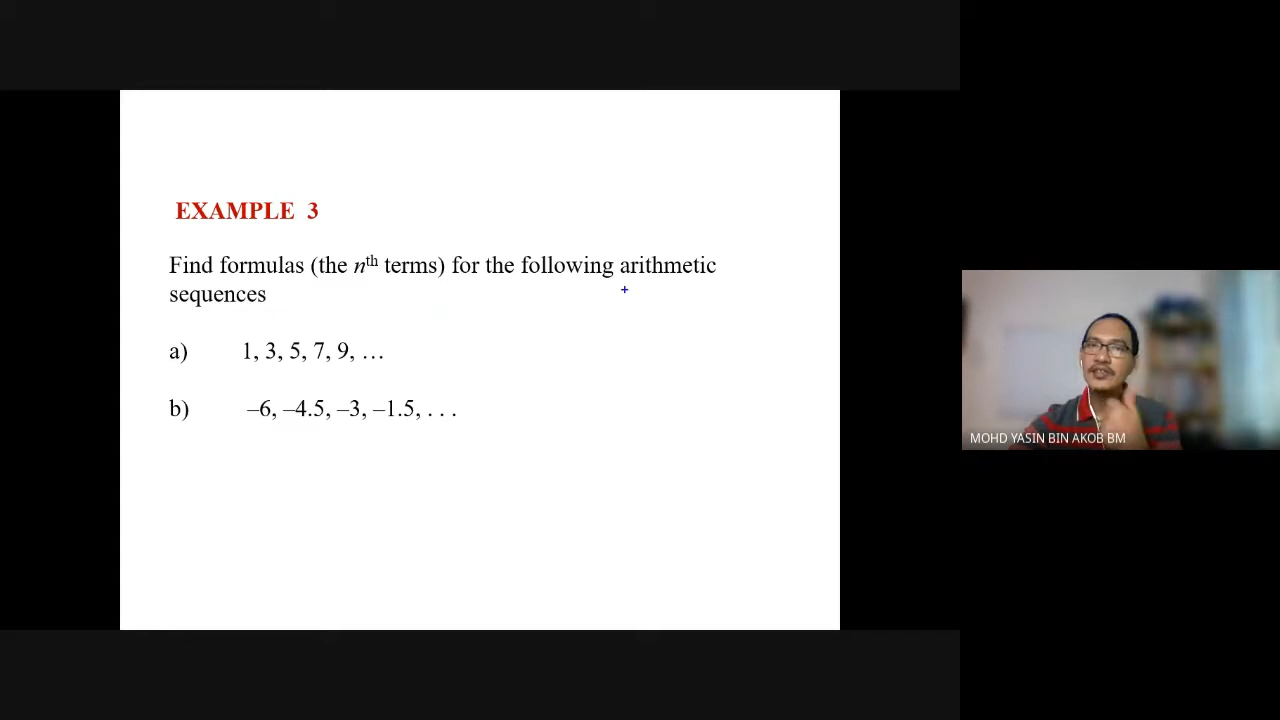 EXAMPLE 3
Find formulas (the nth terms) for the following arithmetic
sequences
a) 1, 3, 5, 7, 9, …
b) –6, –4.5, –3, –1.5, . . .
MOHD YASIN BIN AKOB BM